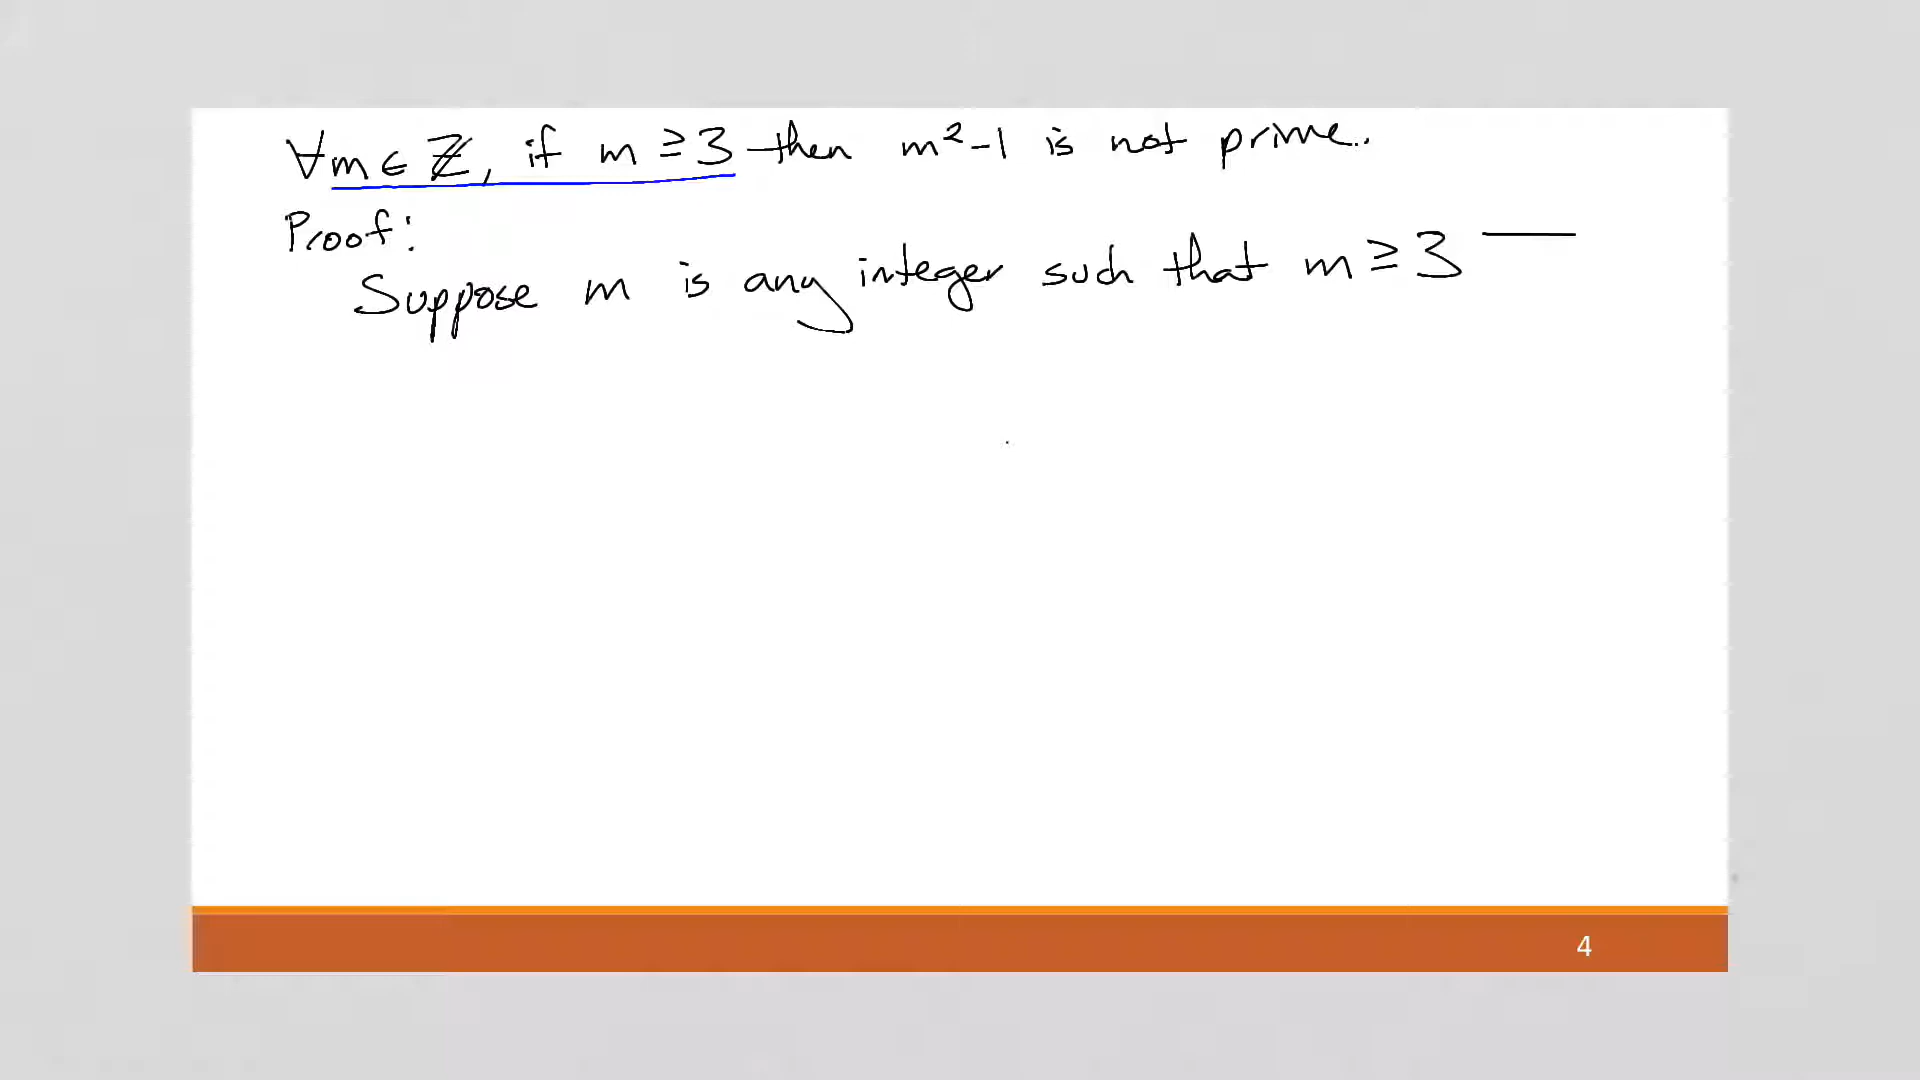 ∀m ∈ ℤ, if m ≥ 3 then m²-1 is not prime.
Proof:
Suppose m is any integer such that m ≥ 3
4